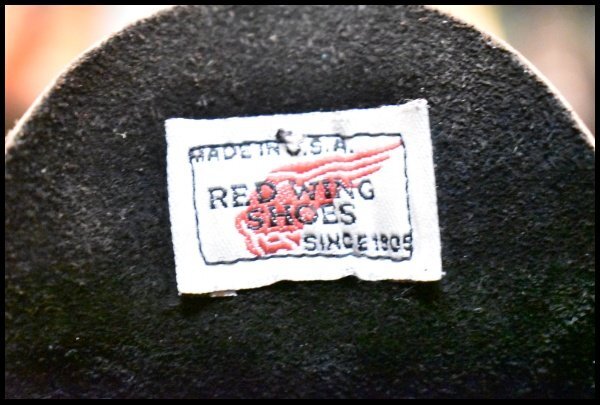 MADE IN U.S.A.
RED WING
SHOES
SINCE 1905